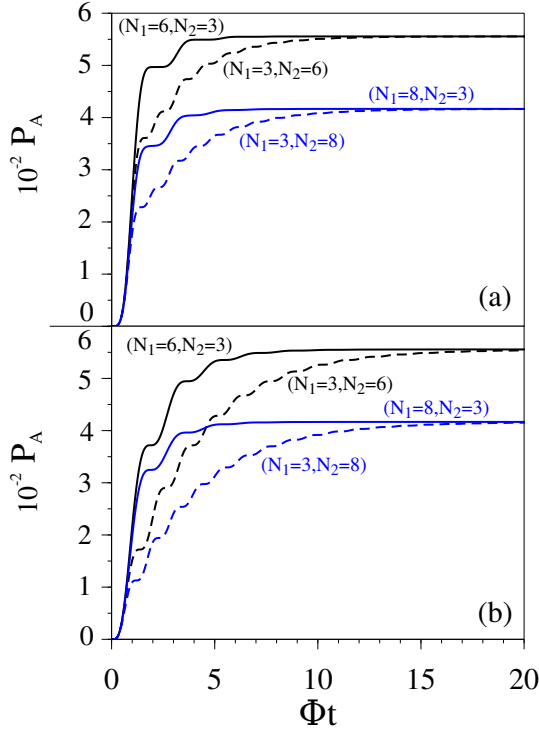 6
(N₁=6,N₂=3)
5
(N₁=3,N₂=6)
(N₁=8,N₂=3)
4
(N₁=3,N₂=8)
3
2
1
0
10⁻² P_A
(a)
6
(N₁=6,N₂=3)
5
(N₁=3,N₂=6)
(N₁=8,N₂=3)
4
(N₁=3,N₂=8)
3
2
1
0
10⁻² P_A
(b)
0 5 10 15 20
Φt